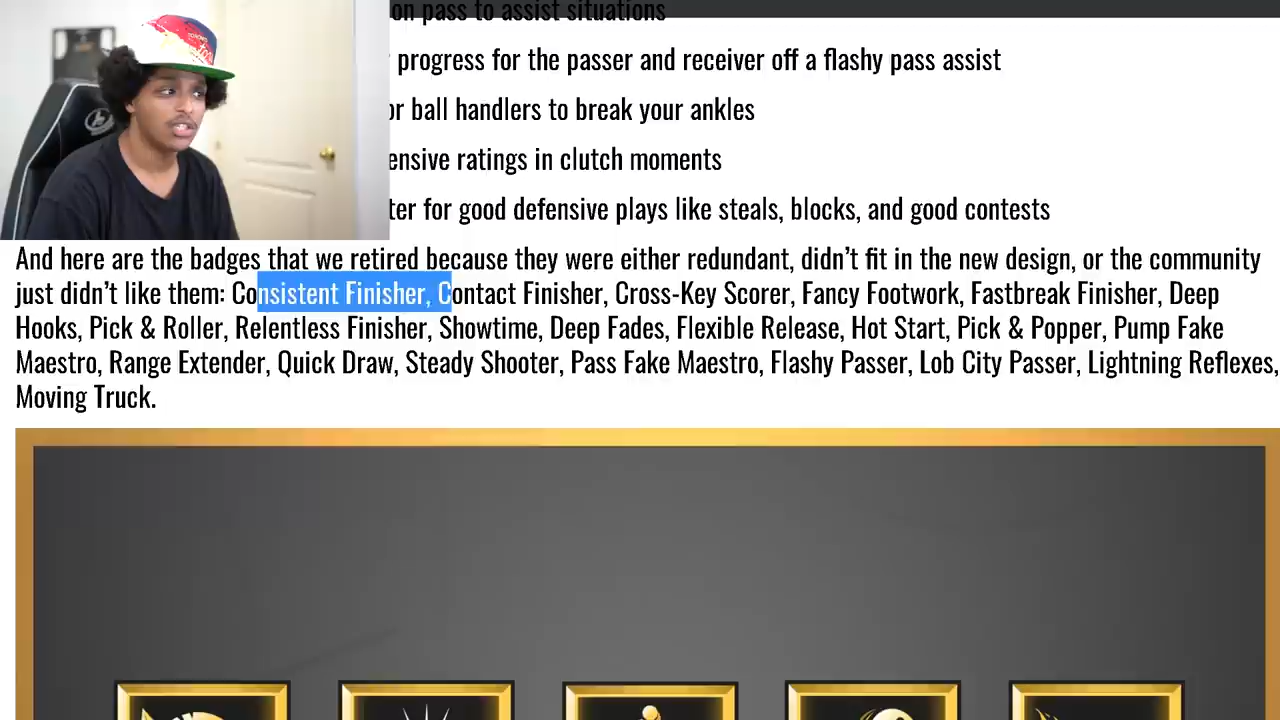 on pass to assist situations
progress for the passer and receiver off a flashy pass assist
or ball handlers to break your ankles
ensive ratings in clutch moments
ter for good defensive plays like steals, blocks, and good contests
And here are the badges that we retired because they were either redundant, didn’t fit in the new design, or the community
just didn’t like them: Consistent Finisher, Contact Finisher, Cross-Key Scorer, Fancy Footwork, Fastbreak Finisher, Deep
Hooks, Pick & Roller, Relentless Finisher, Showtime, Deep Fades, Flexible Release, Hot Start, Pick & Popper, Pump Fake
Maestro, Range Extender, Quick Draw, Steady Shooter, Pass Fake Maestro, Flashy Passer, Lob City Passer, Lightning Reflexes,
Moving Truck.